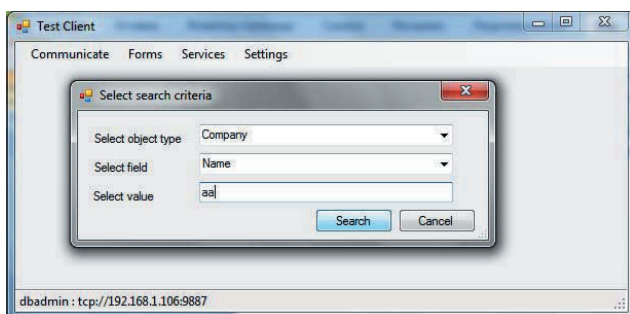 Test Client
Communicate Forms Services Settings
Select search criteria
Select object type Company
Select field Name
Select value aa
Search Cancel
dbadmin : tcp://192.168.1.106:9887